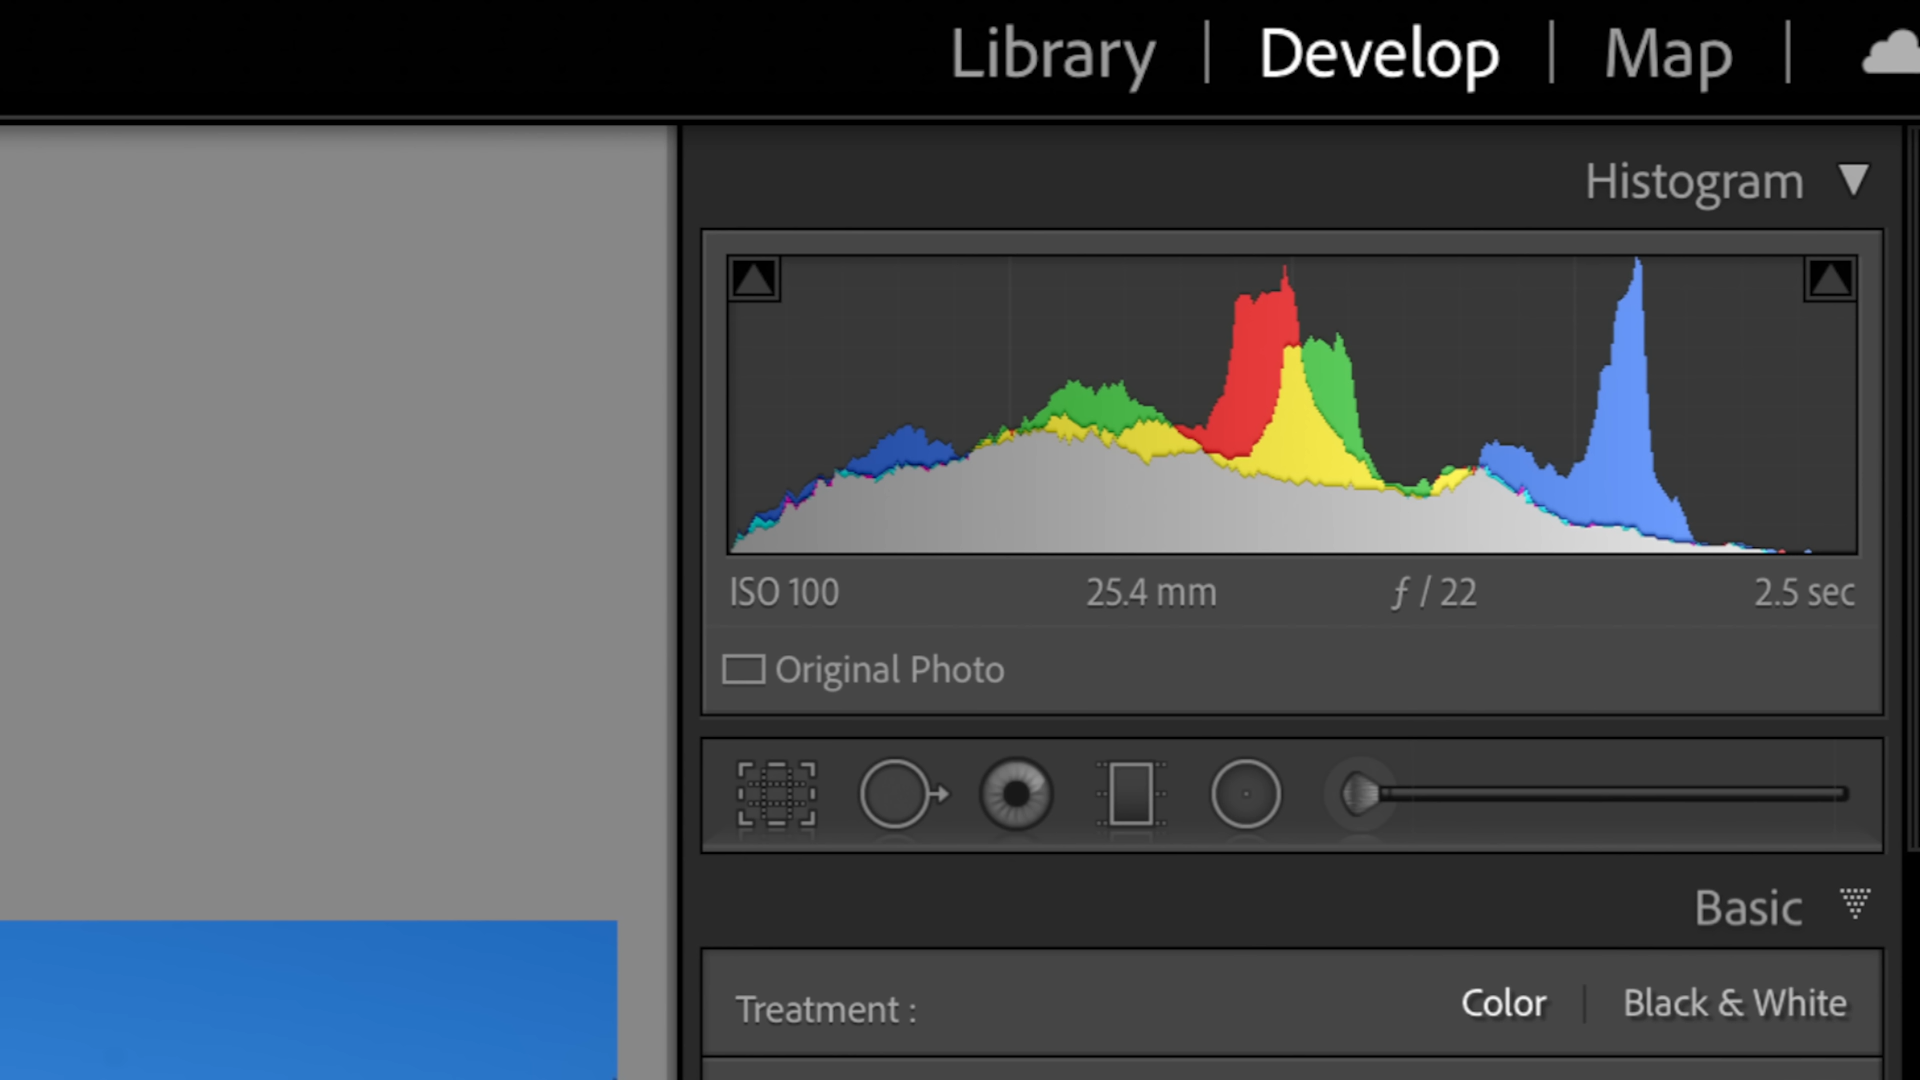 Library | Develop | Map |
Histogram
ISO 100 25.4 mm ƒ / 22 2.5 sec
Original Photo
Basic
Treatment : Color | Black & White